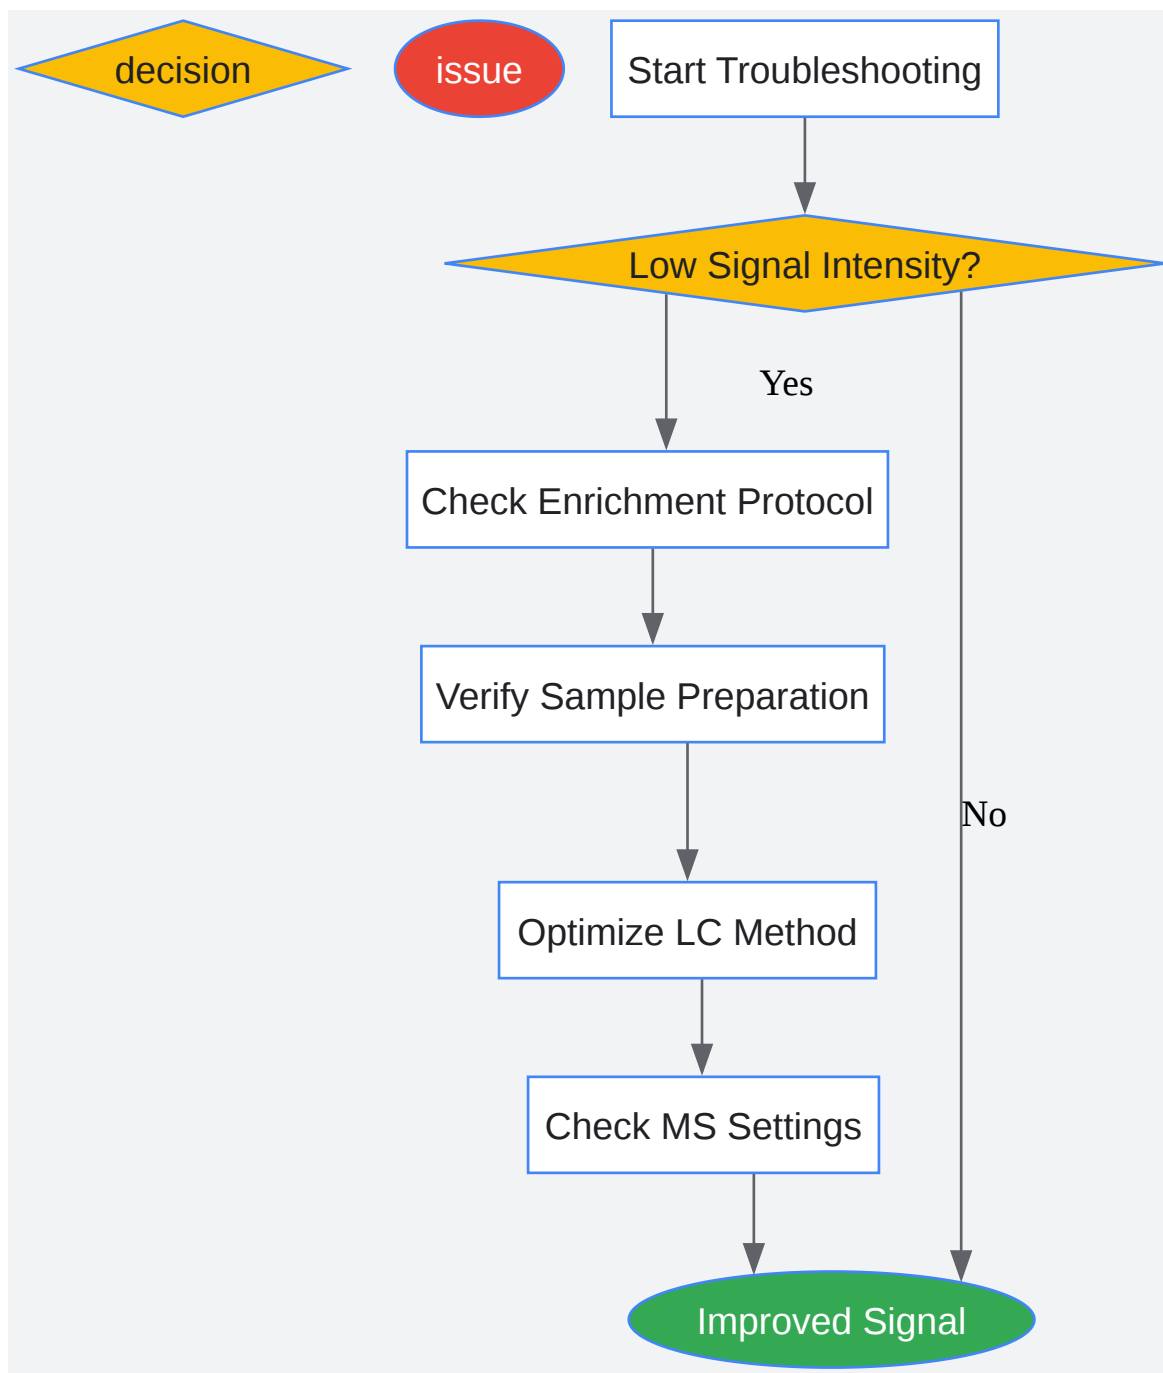 decision
issue
Start Troubleshooting
Low Signal Intensity?
Yes
Check Enrichment Protocol
Verify Sample Preparation
No
Optimize LC Method
Check MS Settings
Improved Signal